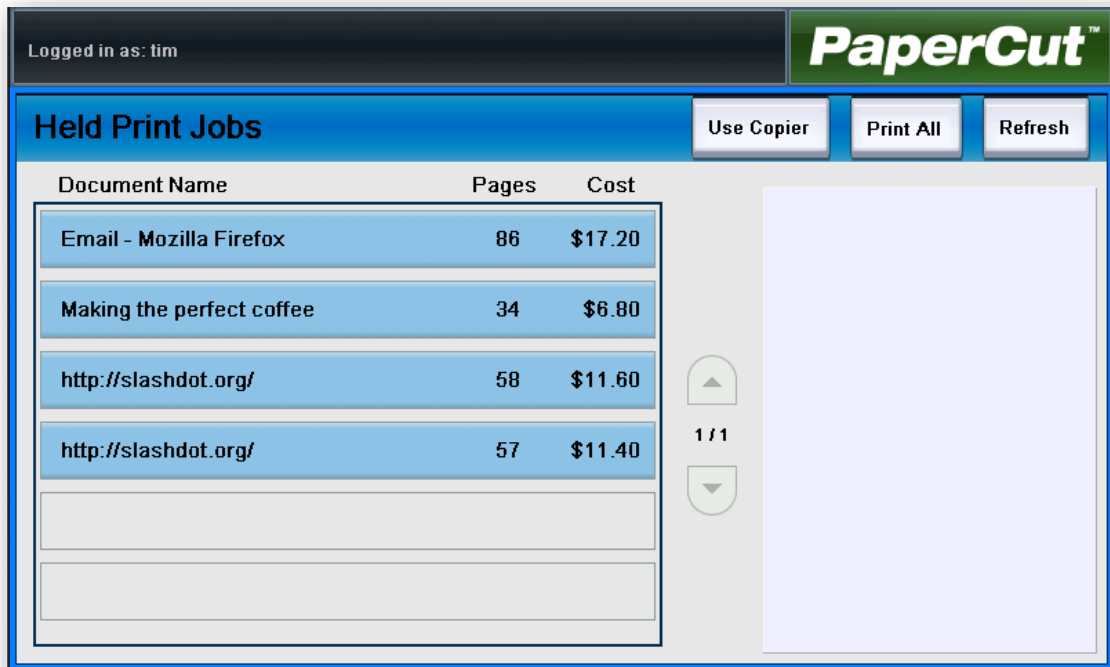 Logged in as: tim
PaperCut™
Held Print Jobs
Use Copier
Print All
Refresh
Document Name Pages Cost
Email - Mozilla Firefox 86 $17.20
Making the perfect coffee 34 $6.80
http://slashdot.org/ 58 $11.60
http://slashdot.org/ 57 $11.40
1 / 1